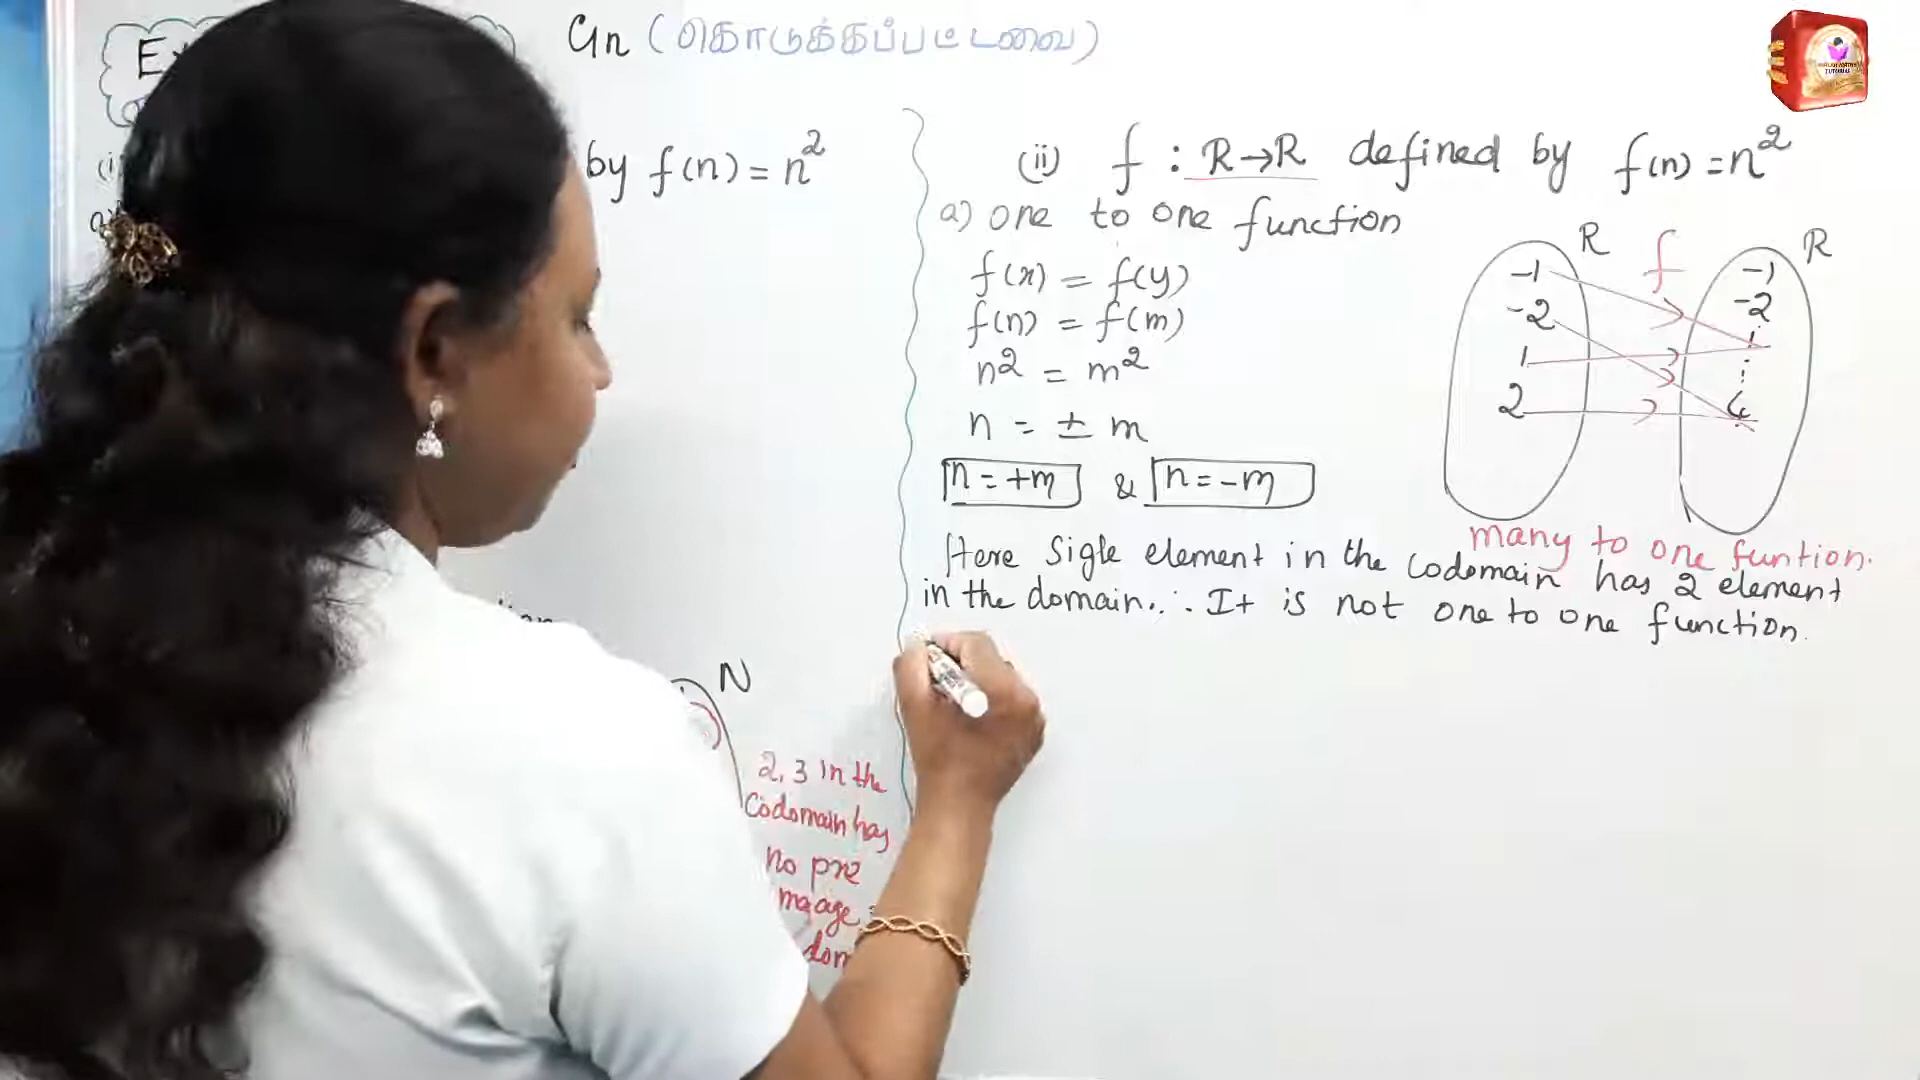 Gn (கொடுக்கப்பட்டவை)
by f(n) = n²
N
2, 3 in the
Codomain has
no pre
(ii) f : R→R defined by f(n) = n²
a) one to one function
f(x) = f(y)
f(n) = f(m)
n² = m²
n = ± m
n = +m & n = -m
R f R
-1 -1
-2 -2
1 1
2 4
many to one funtion.
Here Sigle element in the Codomain has 2 element
in the domain. ∴ It is not one to one function.
TUTORIAL